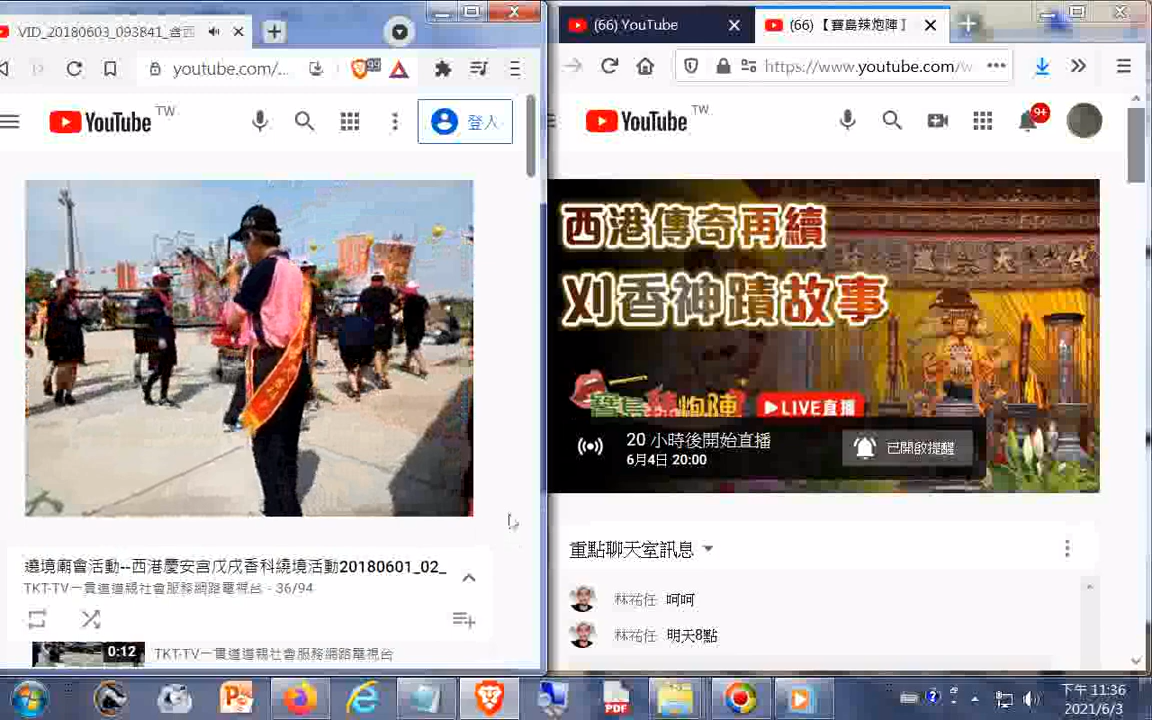 VID_20180603_093841_
(66) YouTube
(66) 【寶島辣炮陣】
youtube.com/...
99
https://www.youtube.com/w
YouTube TW
登入
YouTube TW
9+
西港傳奇再續
刈香神蹟故事
寶島辣炮陣
LIVE直播
20 小時後開始直播
6月4日 20:00
已開啟提醒
遶境廟會活動--西港慶安宮戊戌香科繞境活動20180601_02_
TKT-TV一貫道道親社會服務網路電視台 - 36/94
0:12
TKT-TV一貫道道親社會服務網路電視台
重點聊天室訊息
林祐任 呵呵
林祐任 明天8點
PDF
下午 11:36
2021/6/3